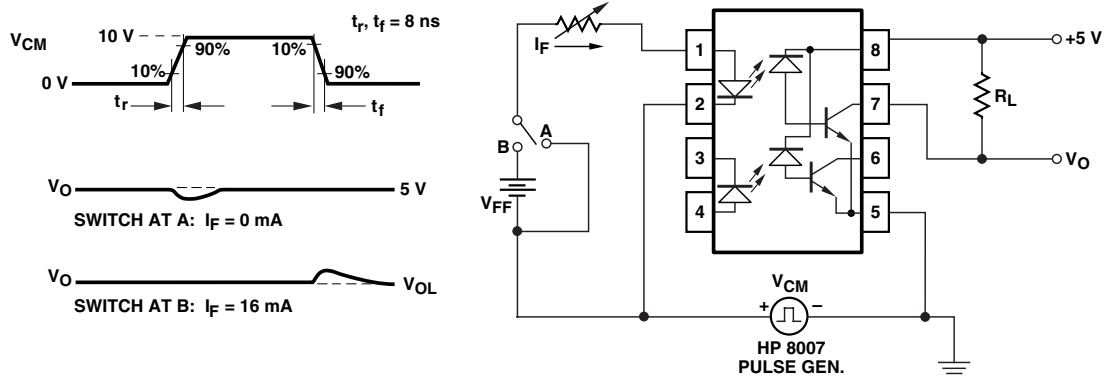 t_r, t_f = 8 ns
V_CM
10 V
90%
10%
10%
90%
0 V
t_r
t_f
V_O
5 V
SWITCH AT A: I_F = 0 mA
V_O
V_OL
SWITCH AT B: I_F = 16 mA
I_F
B
A
V_FF
1
2
3
4
8
7
6
5
+5 V
R_L
V_O
V_CM
+
–
HP 8007
PULSE GEN.